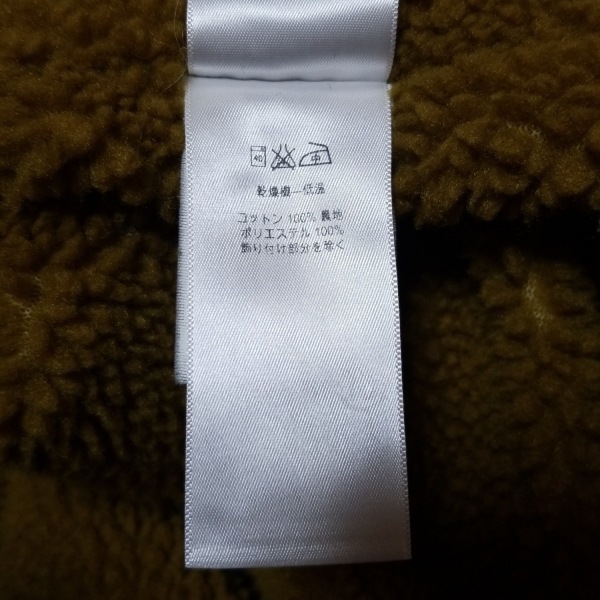 40 中
乾燥機—低温
コットン 100% 裏地
ポリエステル 100%
飾り付け部分を除く